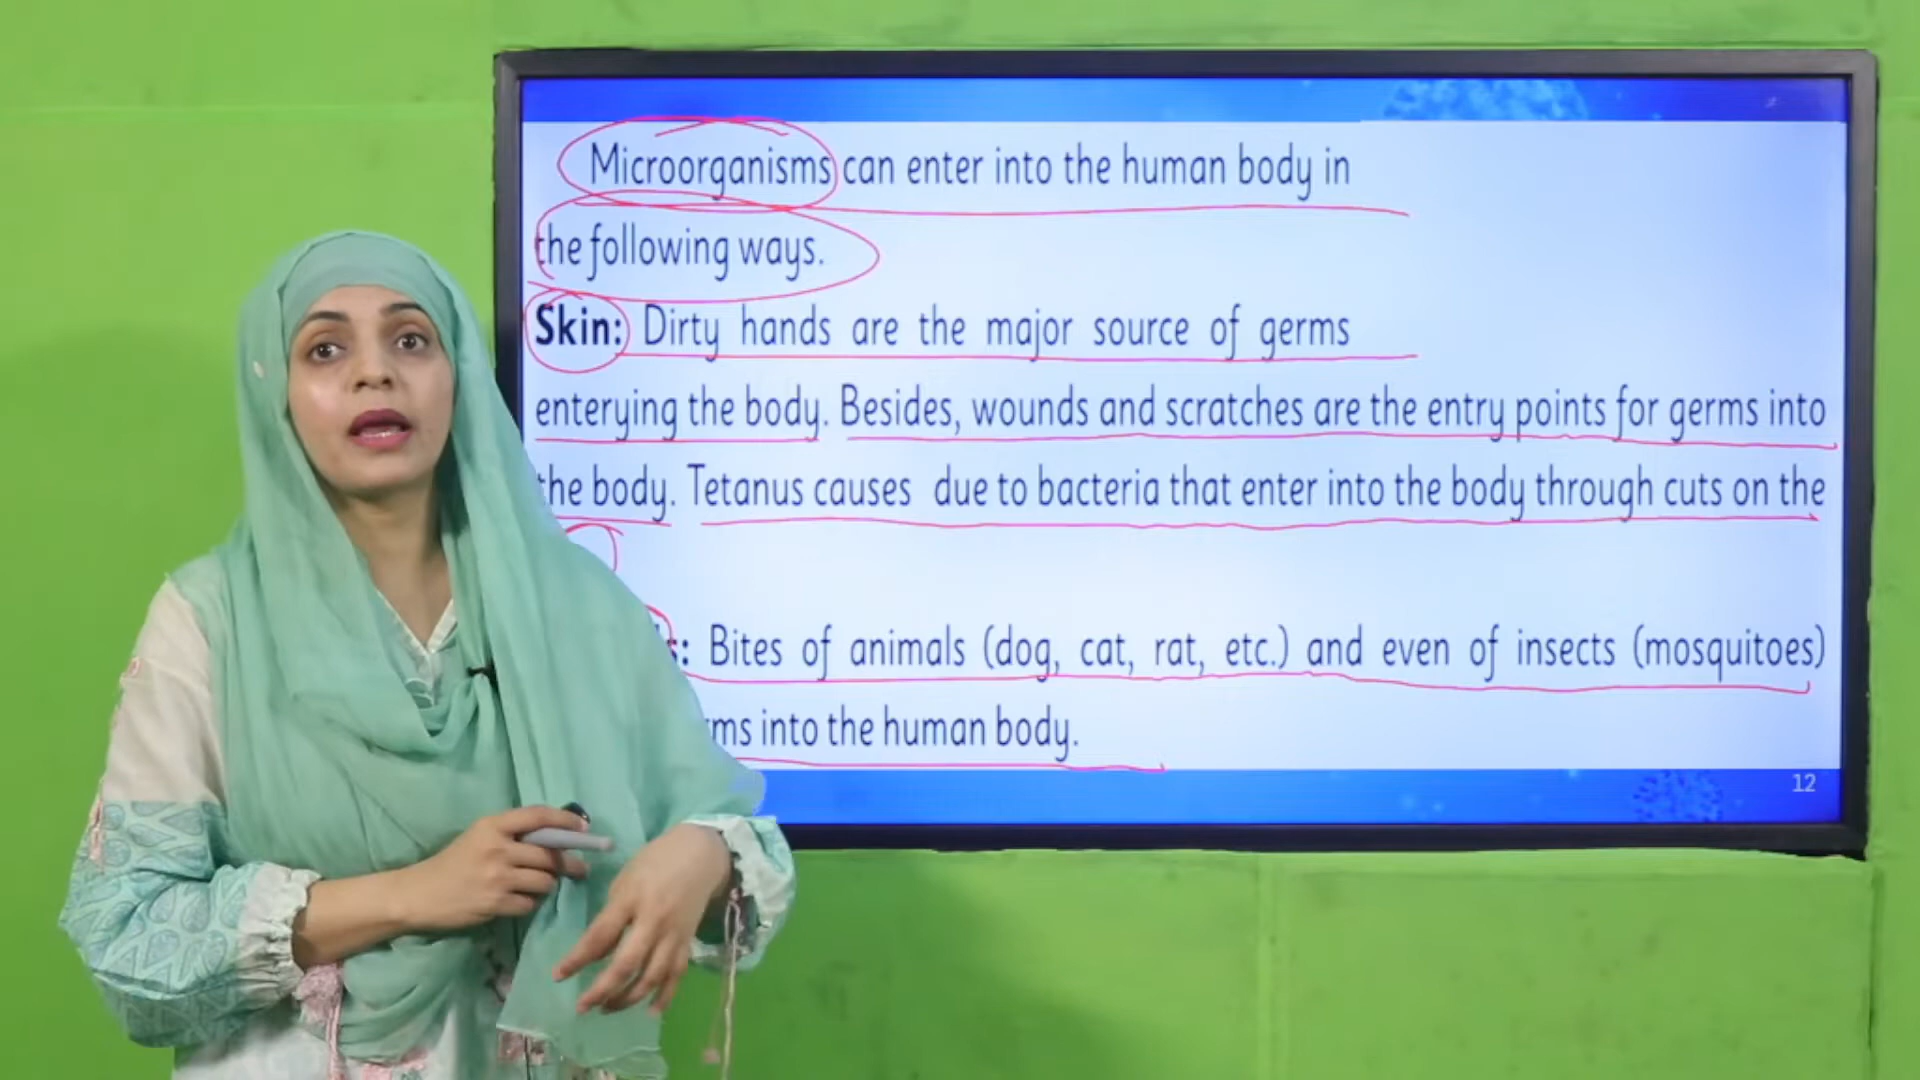 Microorganisms can enter into the human body in
the following ways.
Skin: Dirty hands are the major source of germs
enterying the body. Besides, wounds and scratches are the entry points for germs into
the body. Tetanus causes due to bacteria that enter into the body through cuts on the
Bites of animals (dog, cat, rat, etc.) and even of insects (mosquitoes)
into the human body.
12